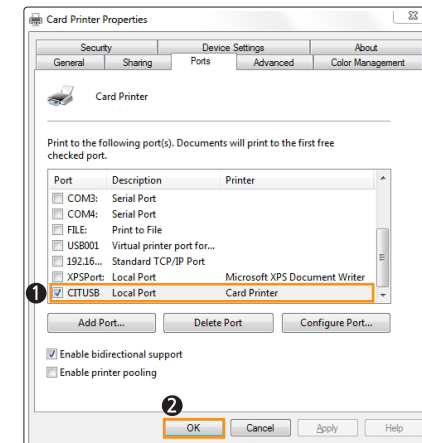 Card Printer Properties
Security Device Settings About
General Sharing Ports Advanced Color Management
Card Printer
Print to the following port(s). Documents will print to the first free
checked port.
Port Description Printer
COM3: Serial Port
COM4: Serial Port
FILE: Print to File
USB001 Virtual printer port for...
192.16... Standard TCP/IP Port
XPSPort: Local Port Microsoft XPS Document Writer
1 CITUSB Local Port Card Printer
Add Port... Delete Port Configure Port...
Enable bidirectional support
Enable printer pooling
2
OK Cancel Apply Help